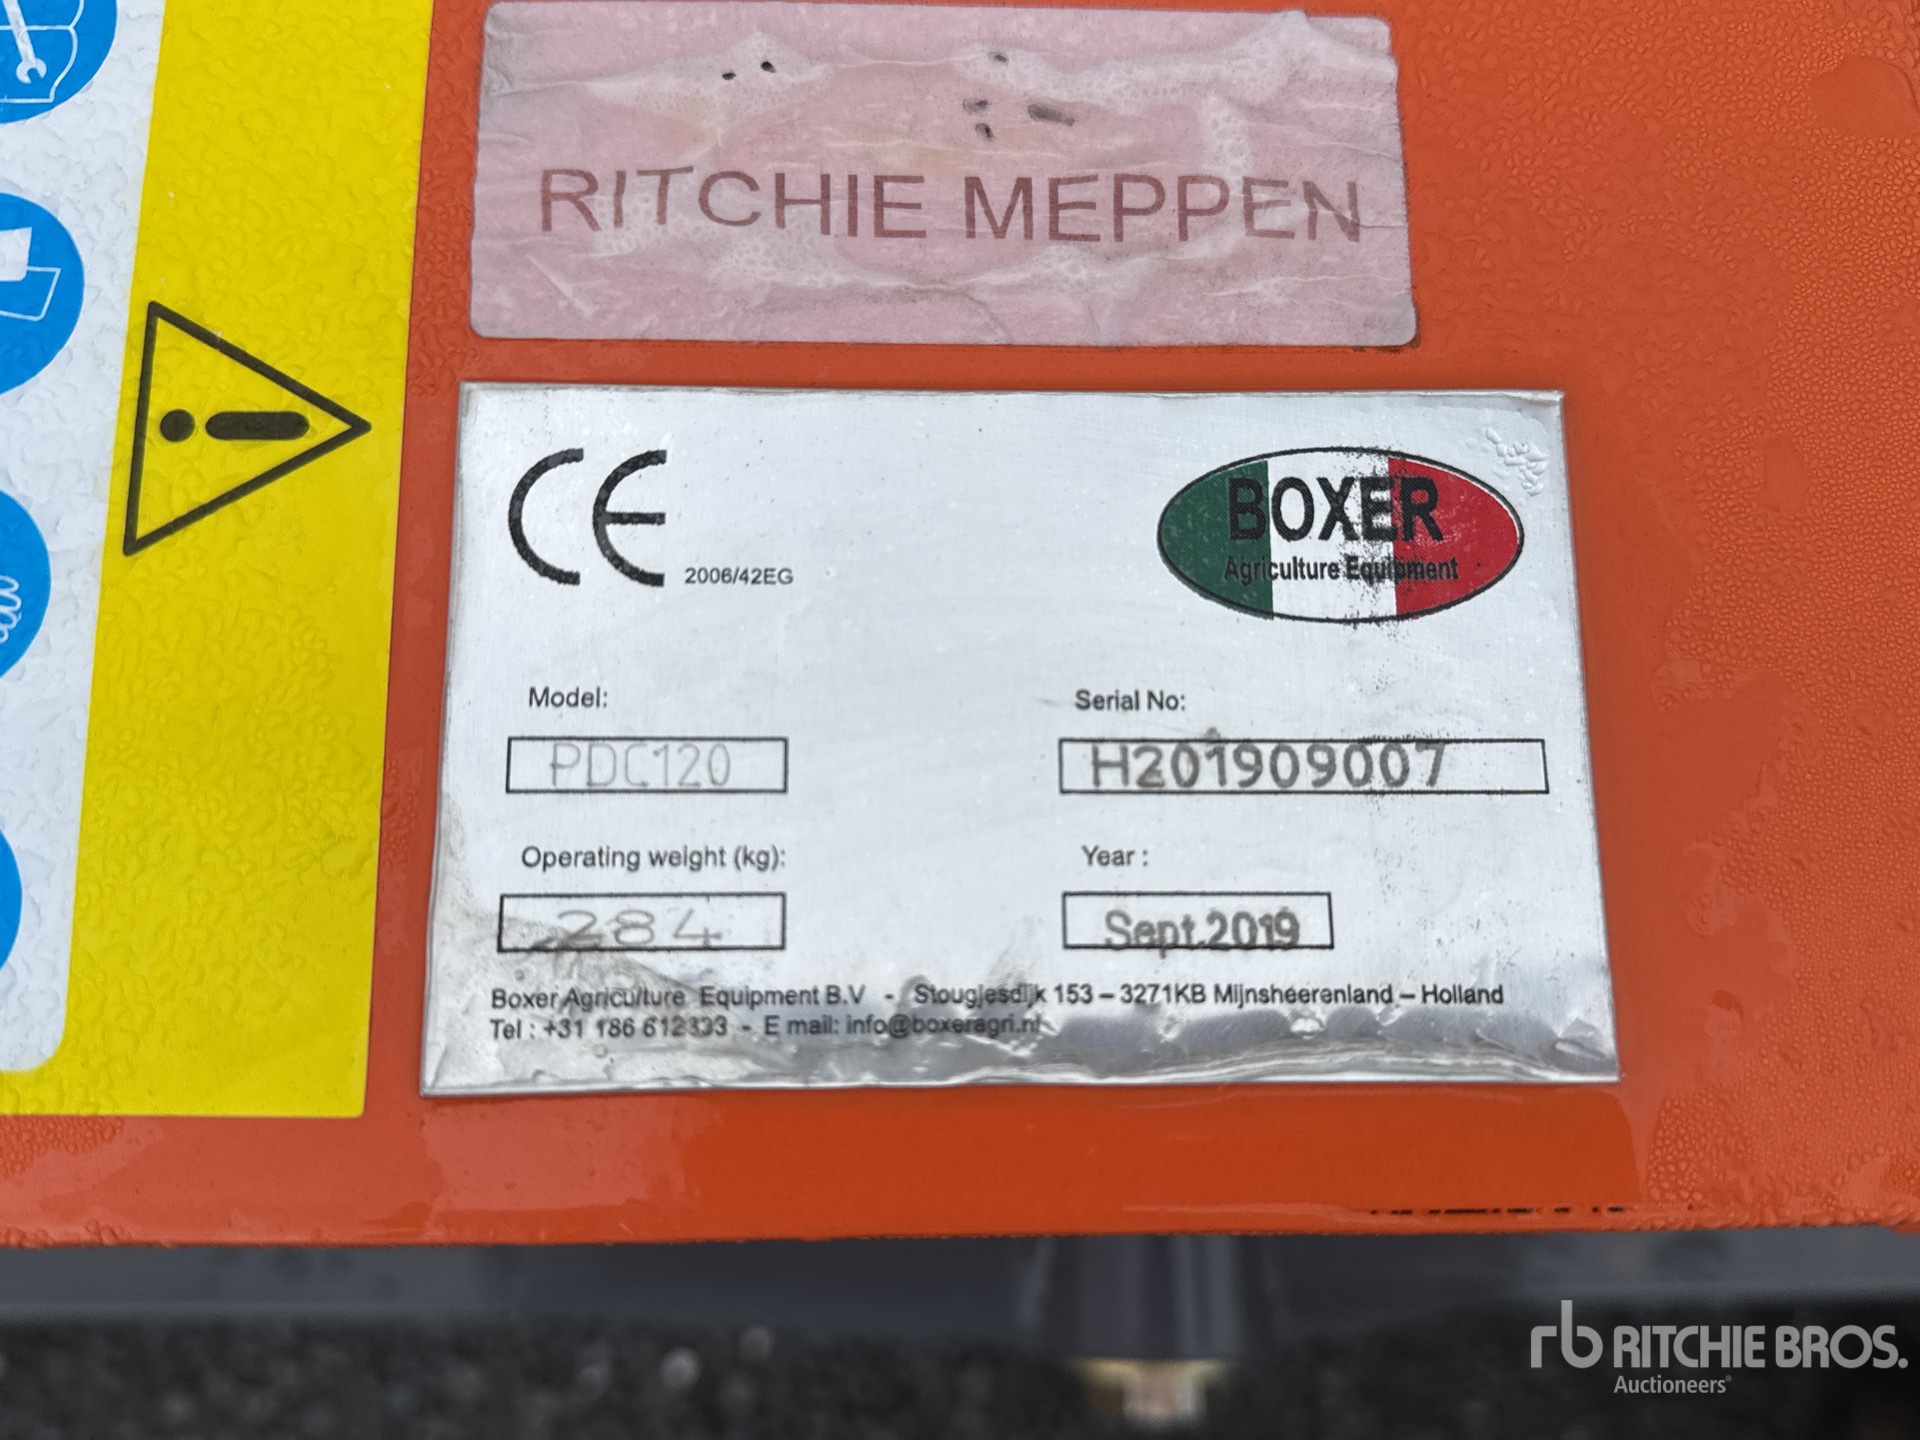 RITCHIE MEPPEN
CE 2006/42EG
BOXER
Agriculture Equipment
Model: Serial No:
PDC120 H201909007
Operating weight (kg): Year :
284 Sept.2019
Boxer Agriculture Equipment B.V - Stougjesdijk 153 – 3271KB Mijnsheerenland – Holland
Tel : +31 186 612333 - E mail: info@boxeragri.nl
rb RITCHIE BROS.
Auctioneers®